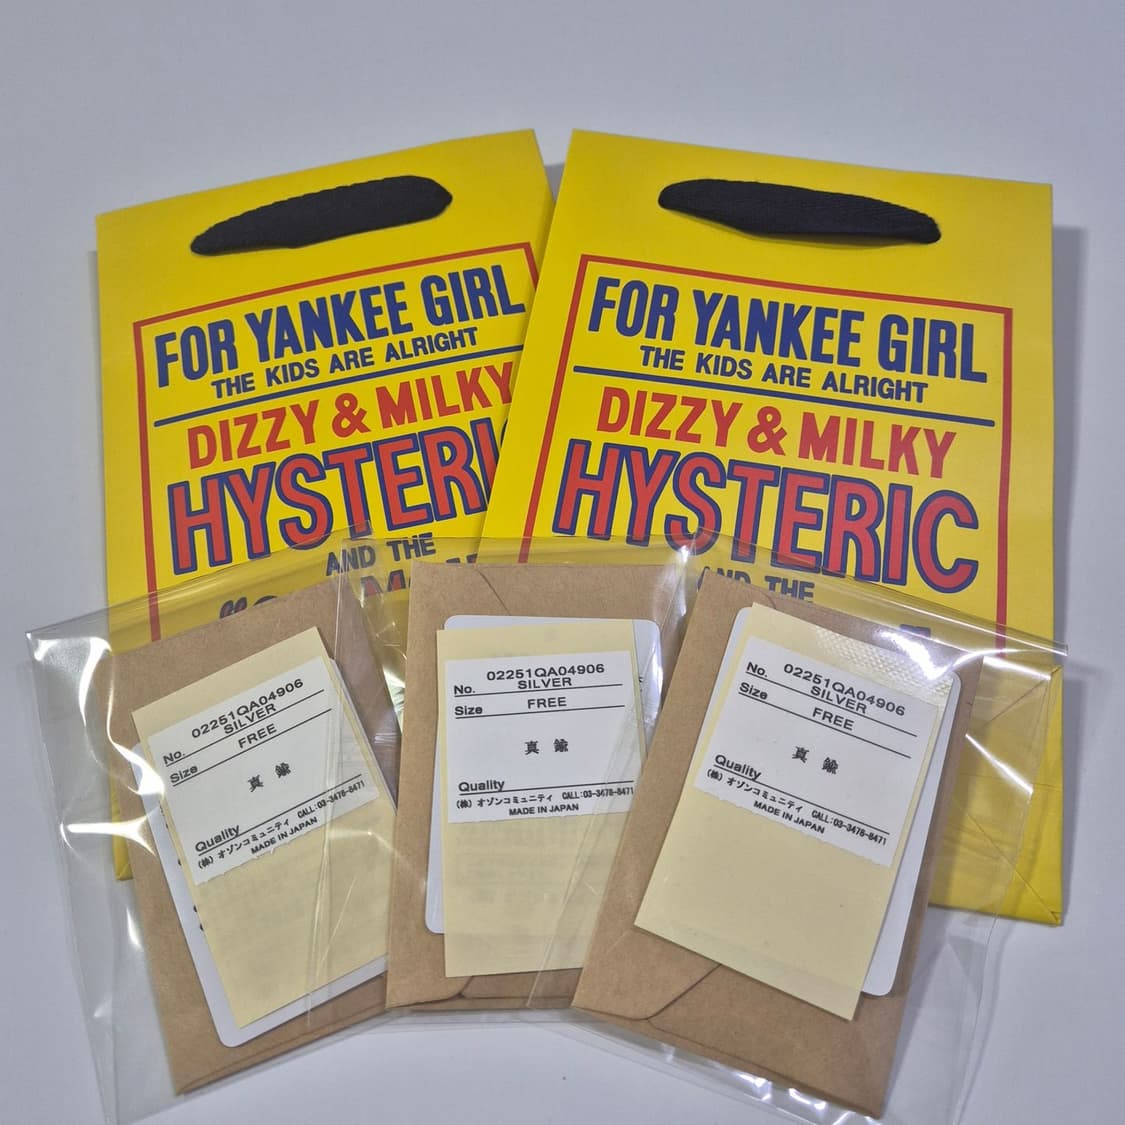 FOR YANKEE GIRL
THE KIDS ARE ALRIGHT
DIZZY & MILKY
HYSTERI
AND THE
FOR YANKEE GIRL
THE KIDS ARE ALRIGHT
DIZZY & MILKY
HYSTERIC
AND THE
02251QA04906
No. SILVER
Size FREE
真鍮
Quality
(株) オゾンコミュニティ CALL:03-3478-8471
MADE IN JAPAN
02251QA04906
No. SILVER
Size FREE
真鍮
Quality
(株) オゾンコミュニティ CALL:03-3478-8471
MADE IN JAPAN
02251QA04906
No. SILVER
Size FREE
真鍮
Quality
(株) オゾンコミュニティ CALL:03-3478-8471
MADE IN JAPAN